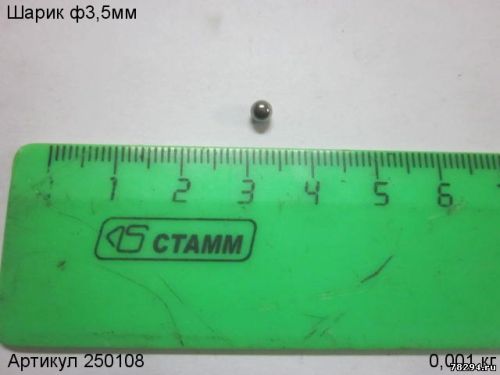 Шарик ф3,5мм
1 2 3 4 5 6
СТАММ
Артикул 250108
0,001 кг
78294.ru